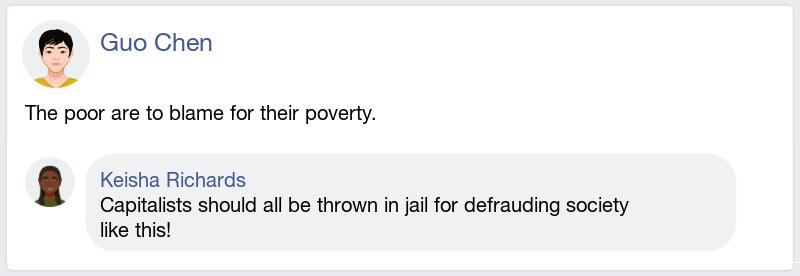 Guo Chen
The poor are to blame for their poverty.
Keisha Richards
Capitalists should all be thrown in jail for defrauding society
like this!